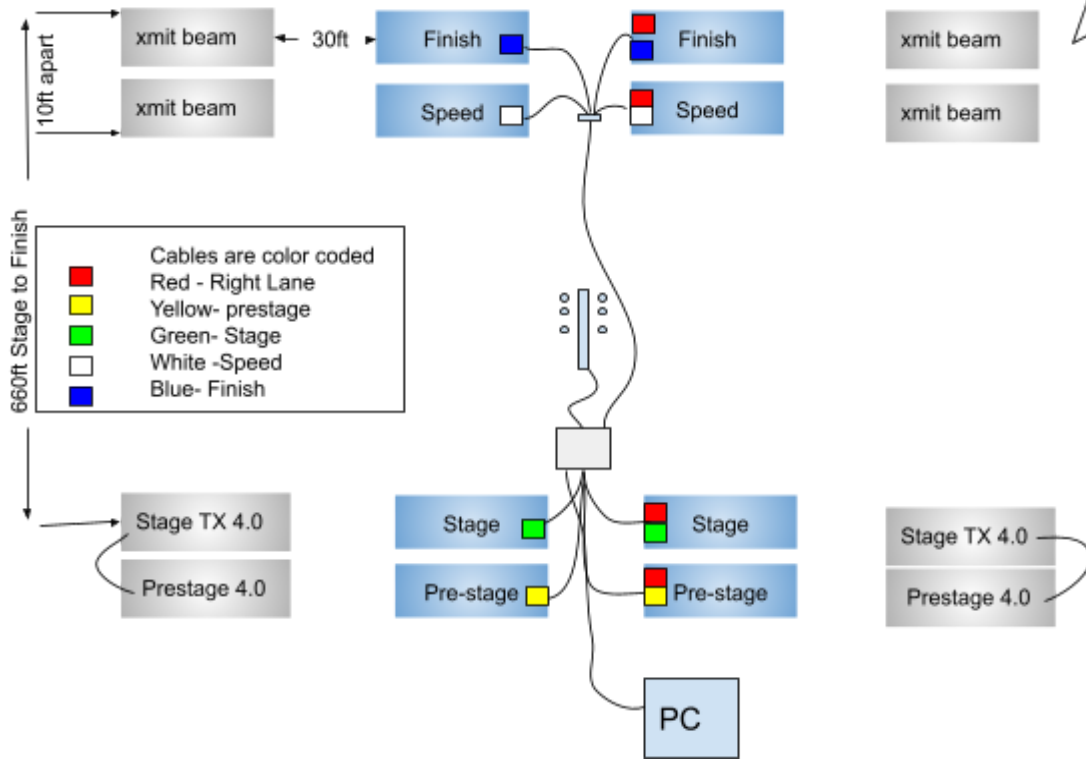 xmit beam
30ft
Finish
Finish
xmit beam
10ft apart
xmit beam
Speed
Speed
xmit beam
660ft Stage to Finish
Cables are color coded
Red - Right Lane
Yellow- prestage
Green- Stage
White -Speed
Blue- Finish
Stage TX 4.0
Stage
Stage
Stage TX 4.0
Prestage 4.0
Pre-stage
Pre-stage
Prestage 4.0
PC